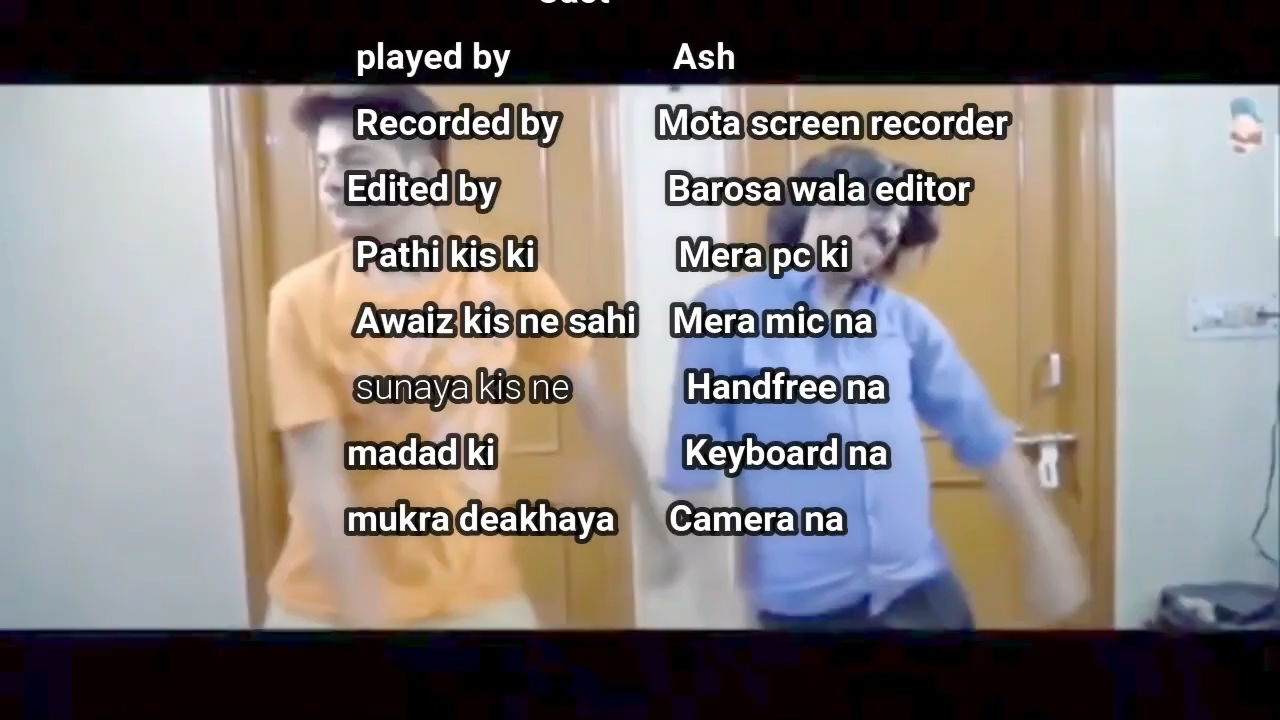 played by Ash
Recorded by Mota screen recorder
Edited by Barosa wala editor
Pathi kis ki Mera pc ki
Awaiz kis ne sahi Mera mic na
sunaya kis ne Handfree na
madad ki Keyboard na
mukra deakhaya Camera na